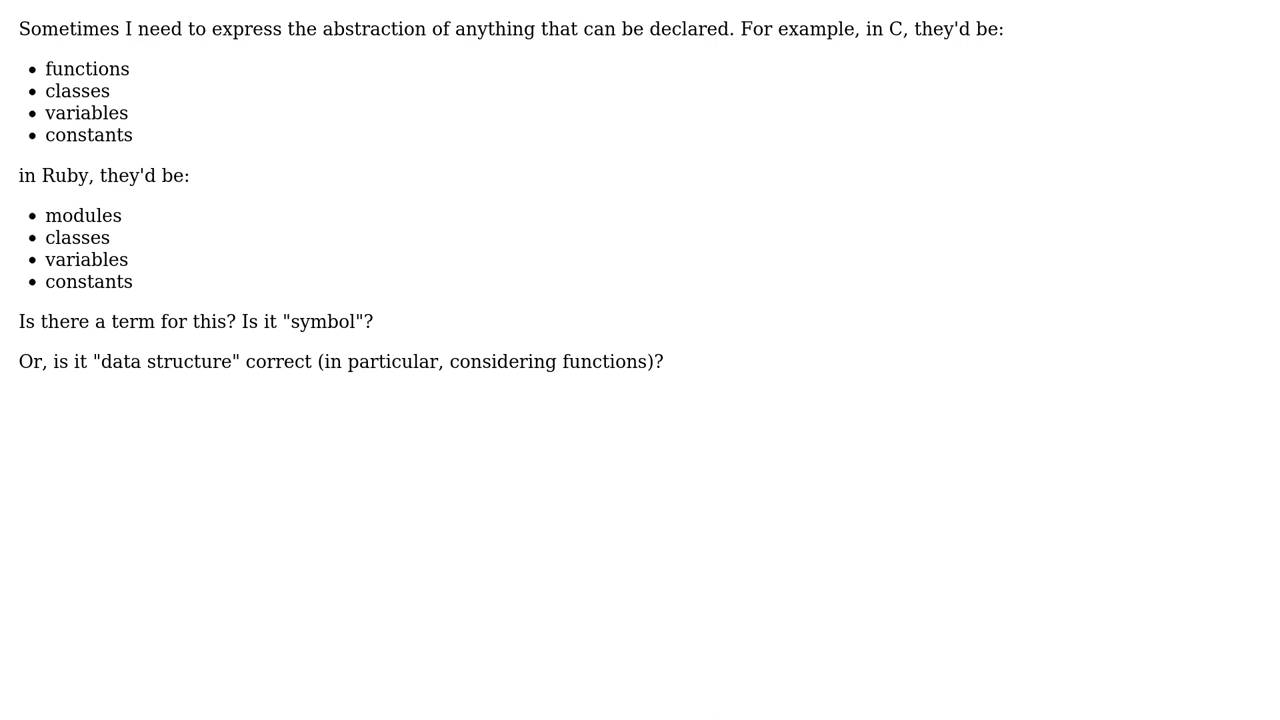 Sometimes I need to express the abstraction of anything that can be declared. For example, in C, they'd be:
• functions
• classes
• variables
• constants
in Ruby, they'd be:
• modules
• classes
• variables
• constants
Is there a term for this? Is it "symbol"?
Or, is it "data structure" correct (in particular, considering functions)?